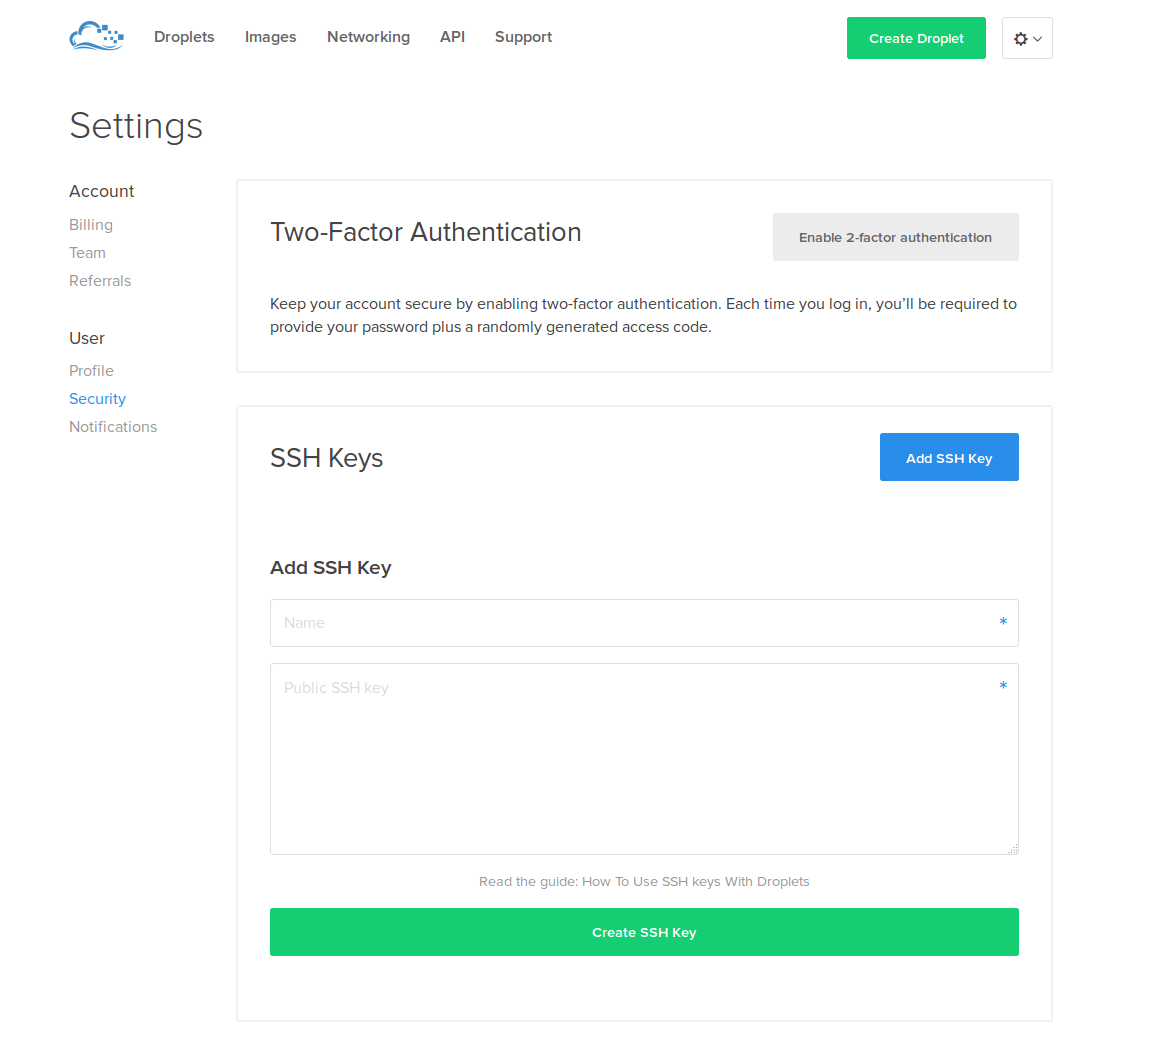 Droplets Images Networking API Support Create Droplet
Settings
Account
Billing
Team
Referrals
User
Profile
Security
Notifications
Two-Factor Authentication
Enable 2-factor authentication
Keep your account secure by enabling two-factor authentication. Each time you log in, you’ll be required to
provide your password plus a randomly generated access code.
SSH Keys
Add SSH Key
Add SSH Key
Name *
Public SSH key *
Read the guide: How To Use SSH keys With Droplets
Create SSH Key